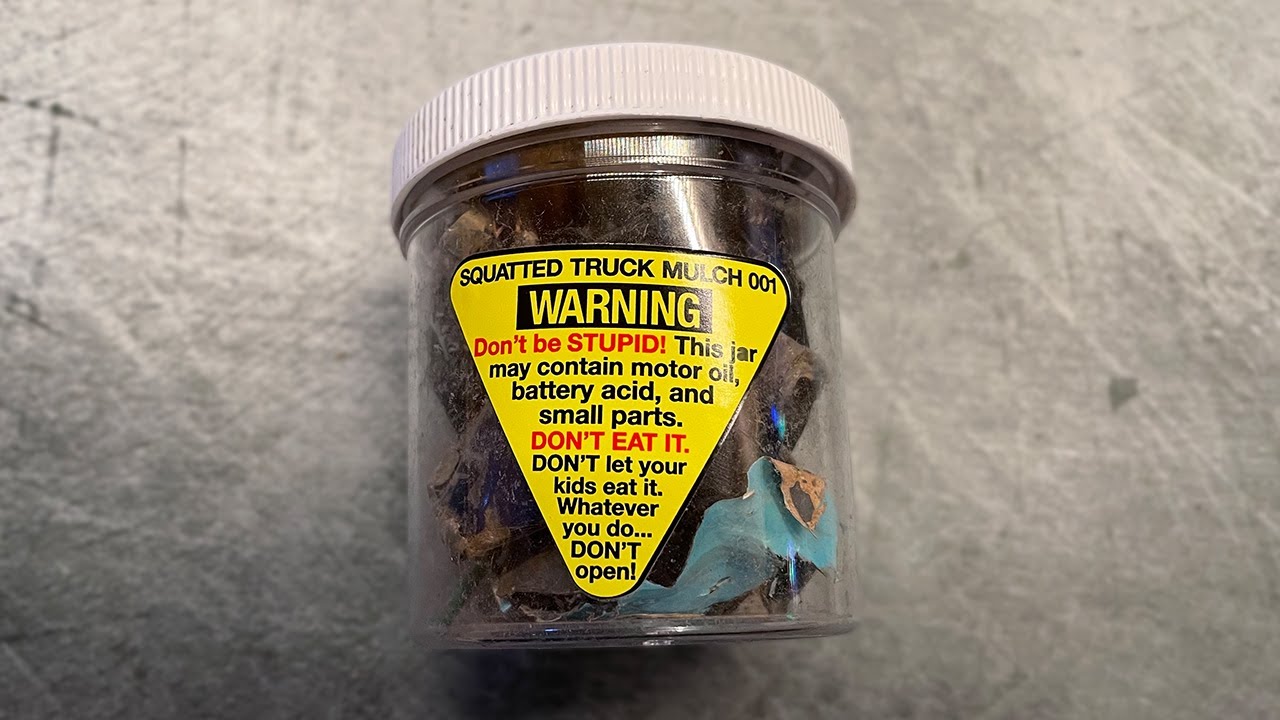 SQUATTED TRUCK MULCH 001
WARNING
Don't be STUPID! This jar
may contain motor oil,
battery acid, and
small parts.
DON'T EAT IT.
DON'T let your
kids eat it.
Whatever
you do...
DON'T
open!